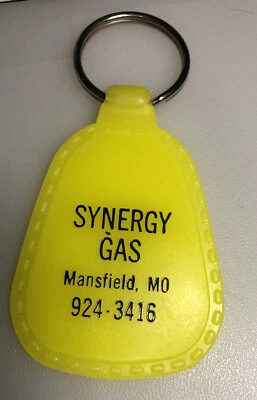 SYNERGY
GAS
Mansfield, MO
924-3416